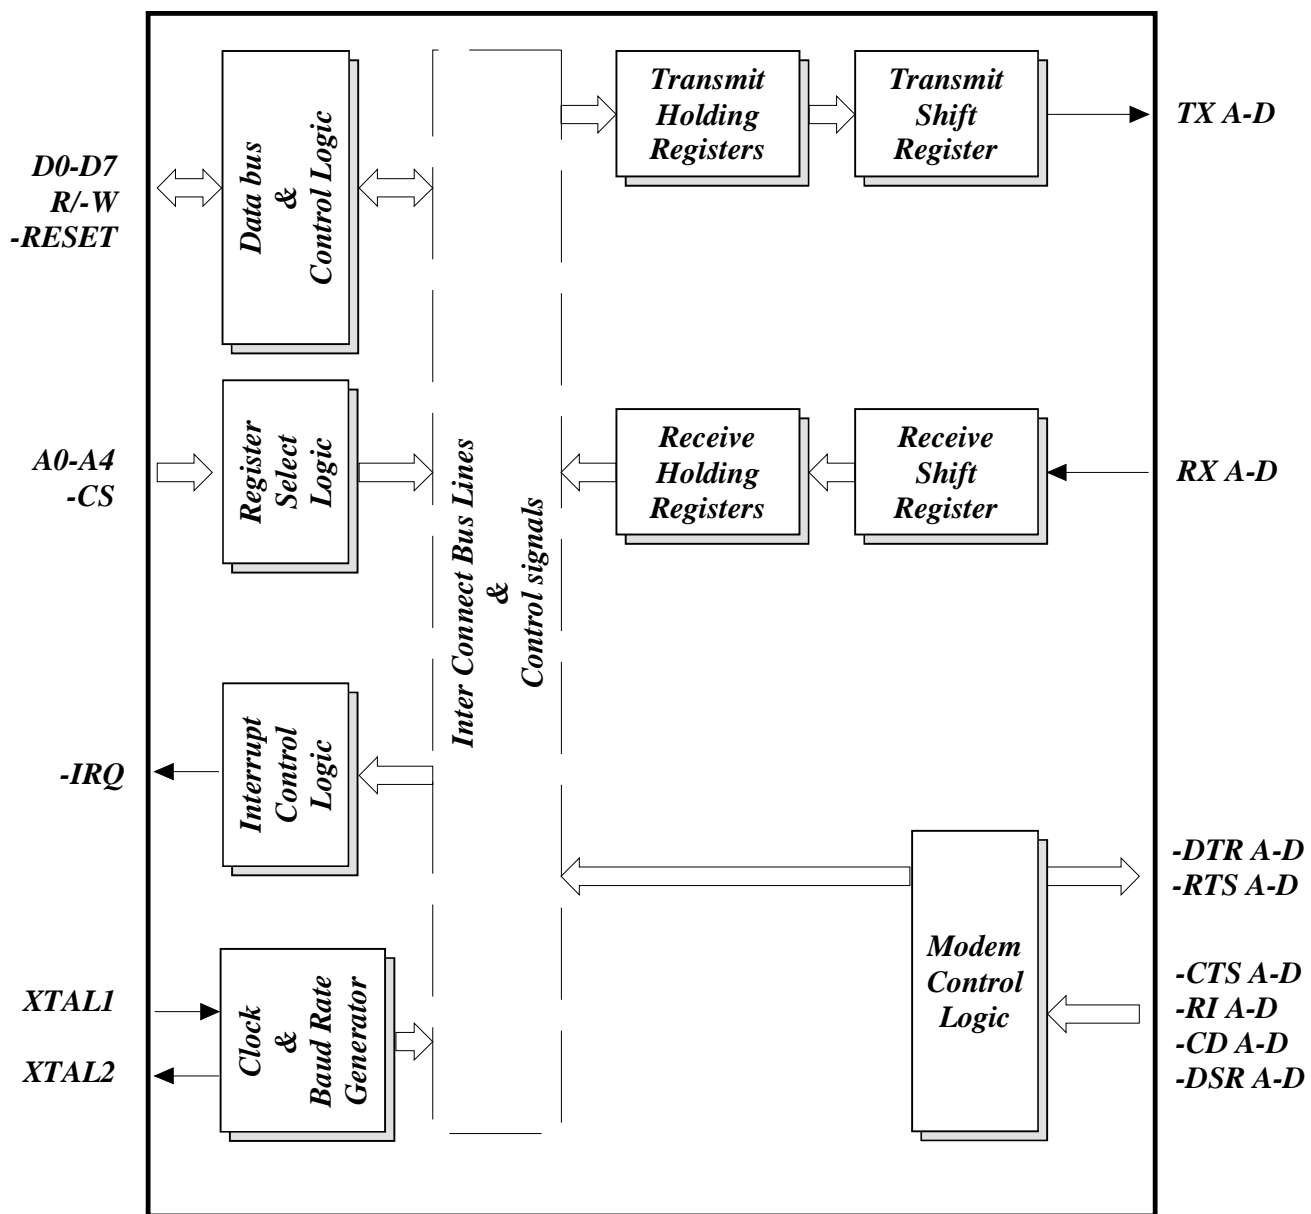 D0-D7
R/-W
-RESET
Data bus
&
Control Logic
A0-A4
-CS
Register
Select
Logic
-IRQ
Interrupt
Control
Logic
XTAL1
XTAL2
Clock
&
Baud Rate
Generator
Inter Connect Bus Lines
&
Control signals
Transmit
Holding
Registers
Transmit
Shift
Register
TX A-D
Receive
Holding
Registers
Receive
Shift
Register
RX A-D
Modem
Control
Logic
-DTR A-D
-RTS A-D
-CTS A-D
-RI A-D
-CD A-D
-DSR A-D